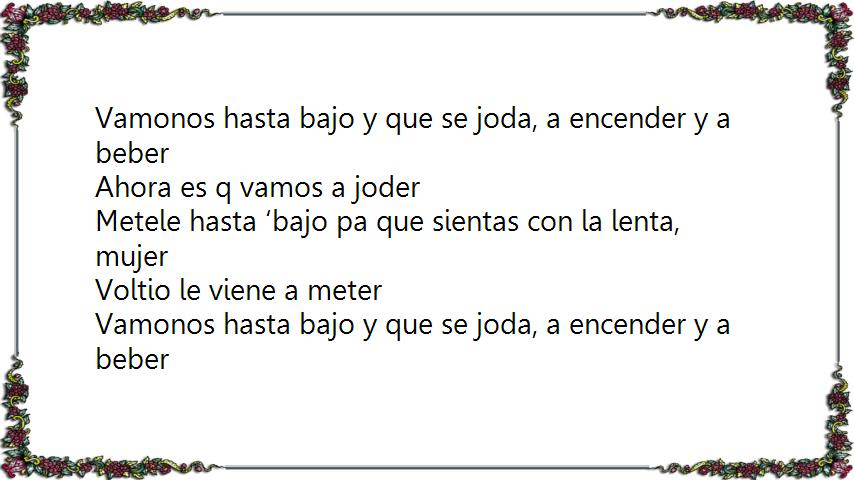 Vamonos hasta bajo y que se joda, a encender y a
beber
Ahora es q vamos a joder
Metele hasta ‘bajo pa que sientas con la lenta,
mujer
Voltio le viene a meter
Vamonos hasta bajo y que se joda, a encender y a
beber